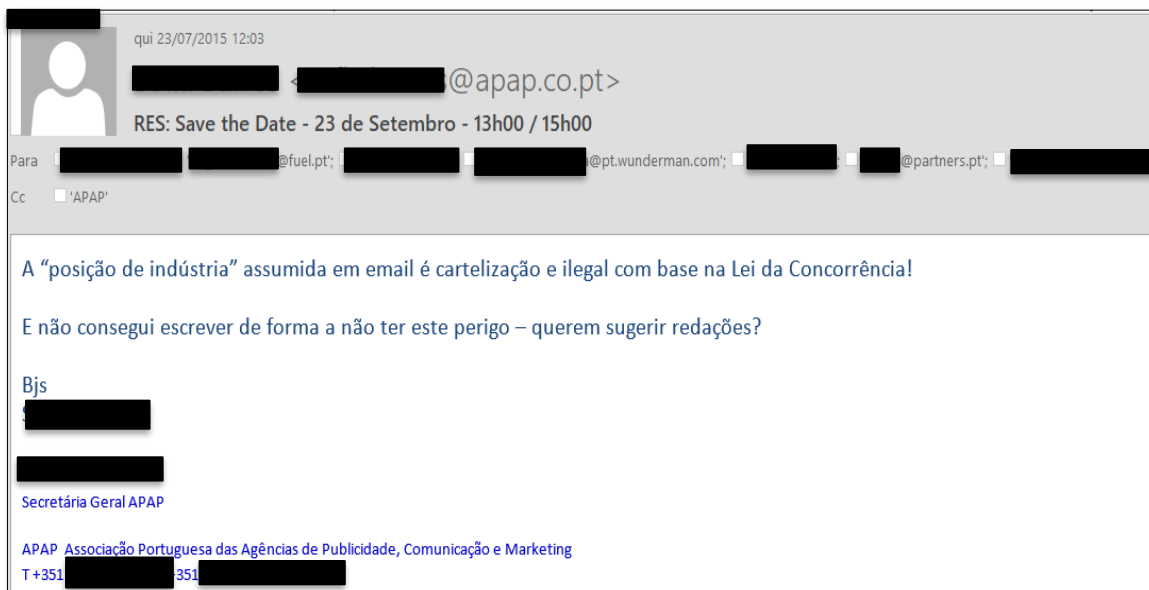 qui 23/07/2015 12:03
< @apap.co.pt>
RES: Save the Date - 23 de Setembro - 13h00 / 15h00
Para @fuel.pt'; @pt.wunderman.com'; ; @partners.pt';
Cc 'APAP'
A “posição de indústria” assumida em email é cartelização e ilegal com base na Lei da Concorrência!
E não consegui escrever de forma a não ter este perigo – querem sugerir redações?
Bjs
Secretária Geral APAP
APAP Associação Portuguesa das Agências de Publicidade, Comunicação e Marketing
T +351 351